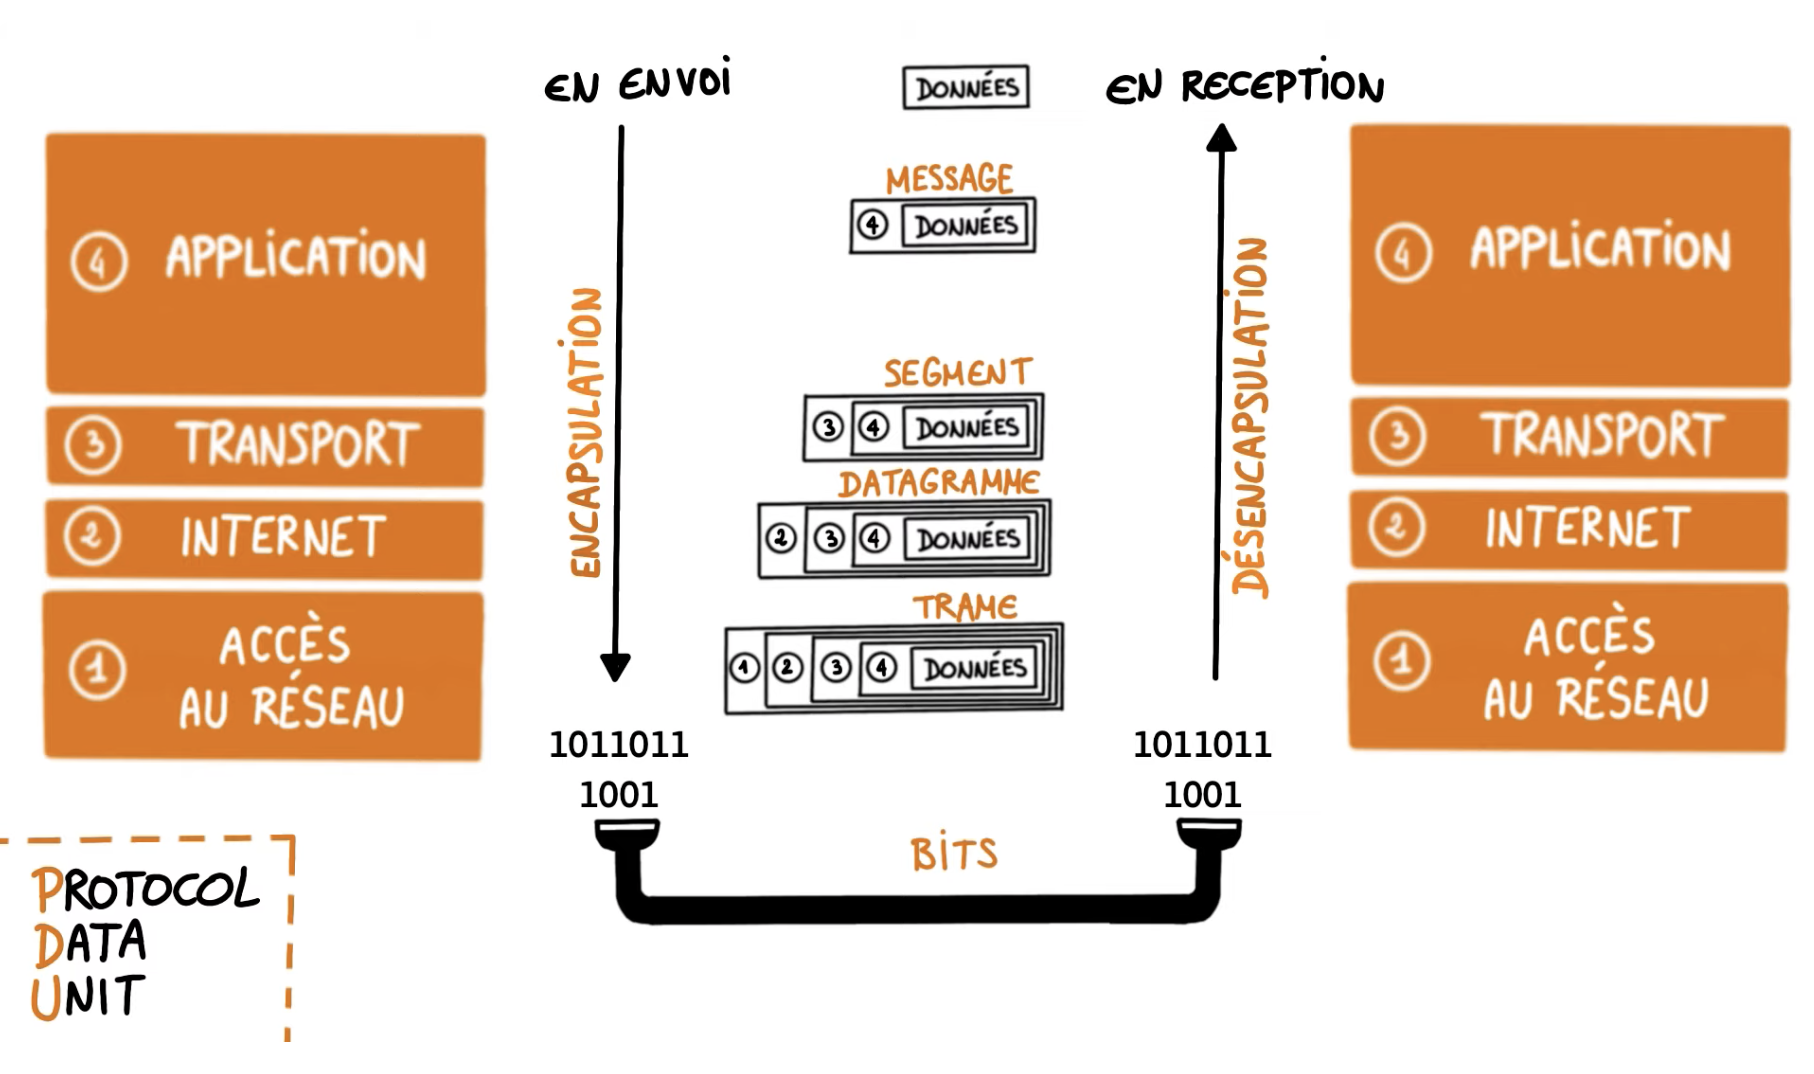 EN ENVOI
DONNÉES
EN RECEPTION
MESSAGE
4 DONNÉES
4 APPLICATION
4 APPLICATION
ENCAPSULATION
DÉSENCAPSULATION
SEGMENT
3 4 DONNÉES
3 TRANSPORT
3 TRANSPORT
DATAGRAMME
2 3 4 DONNÉES
2 INTERNET
2 INTERNET
TRAME
1 2 3 4 DONNÉES
1 ACCÈS
AU RÉSEAU
1 ACCÈS
AU RÉSEAU
1011011
1001
1011011
1001
BITS
PROTOCOL
DATA
UNIT